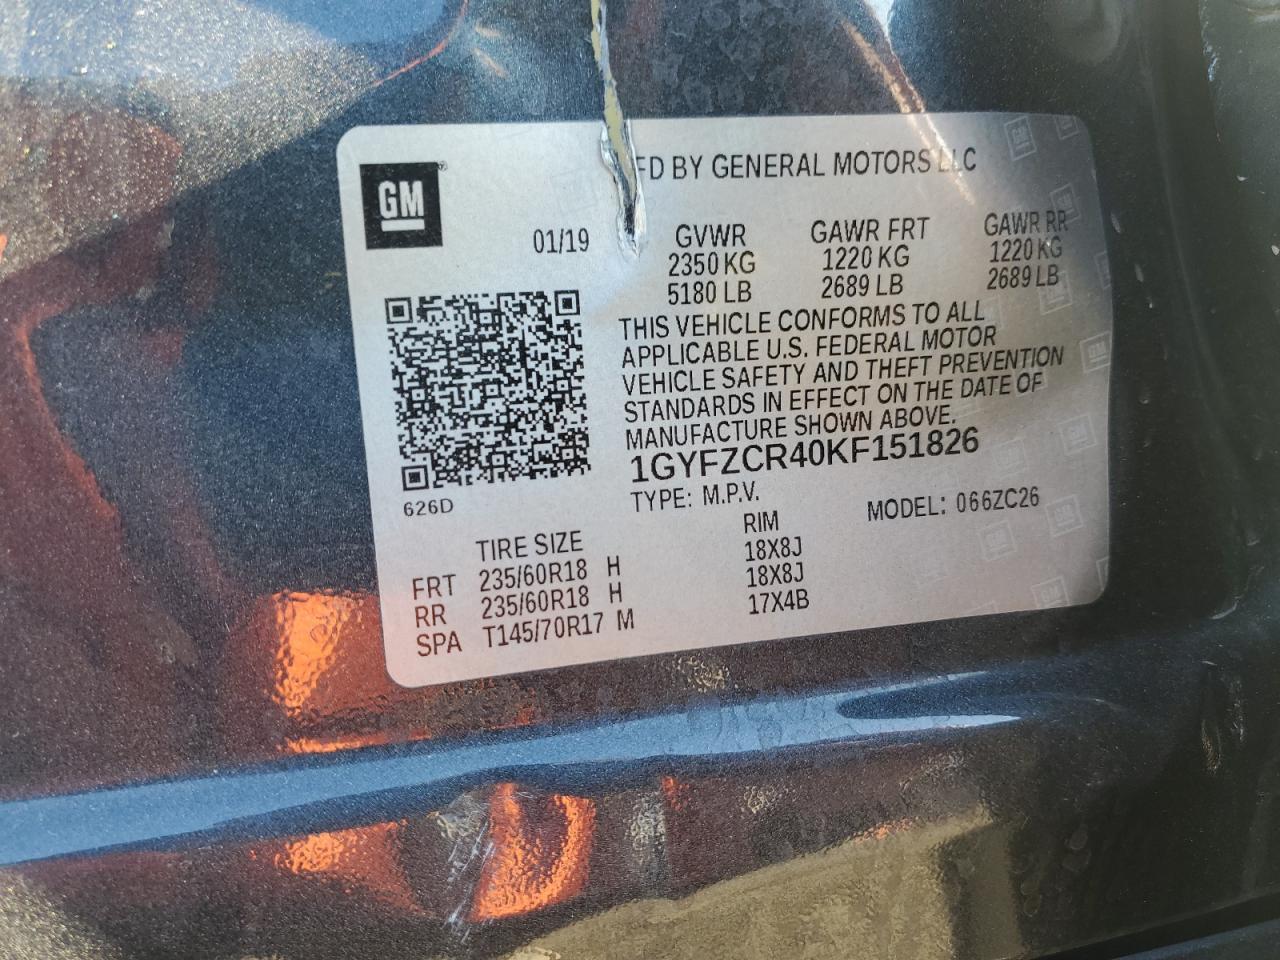 GM
FD BY GENERAL MOTORS LLC
01/19
GVWR GAWR FRT GAWR RR
2350 KG 1220 KG 1220 KG
5180 LB 2689 LB 2689 LB
THIS VEHICLE CONFORMS TO ALL
APPLICABLE U.S. FEDERAL MOTOR
VEHICLE SAFETY AND THEFT PREVENTION
STANDARDS IN EFFECT ON THE DATE OF
MANUFACTURE SHOWN ABOVE.
1GYFZCR40KF151826
626D
TYPE: M.P.V. MODEL: 066ZC26
TIRE SIZE RIM
FRT 235/60R18 H 18X8J
RR 235/60R18 H 18X8J
SPA T145/70R17 M 17X4B